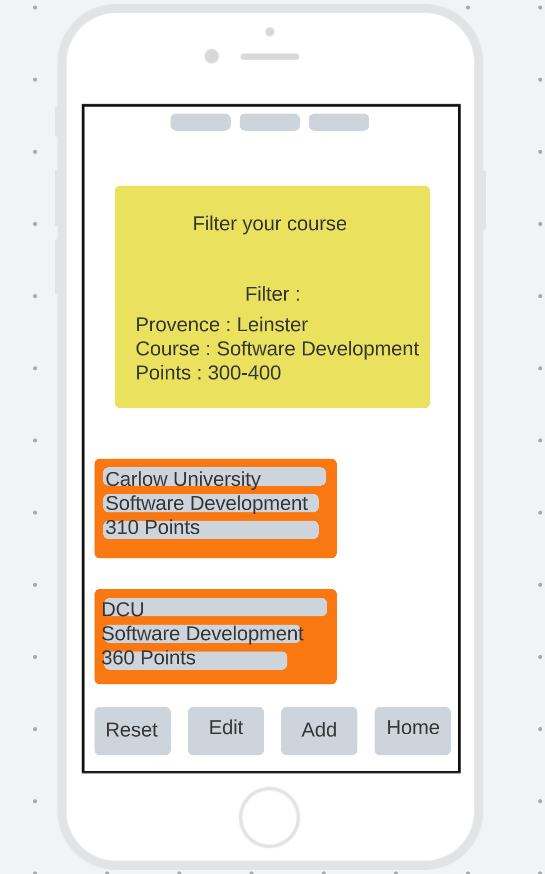 Filter your course
Filter :
Provence : Leinster
Course : Software Development
Points : 300-400
Carlow University
Software Development
310 Points
DCU
Software Development
360 Points
Reset Edit Add Home